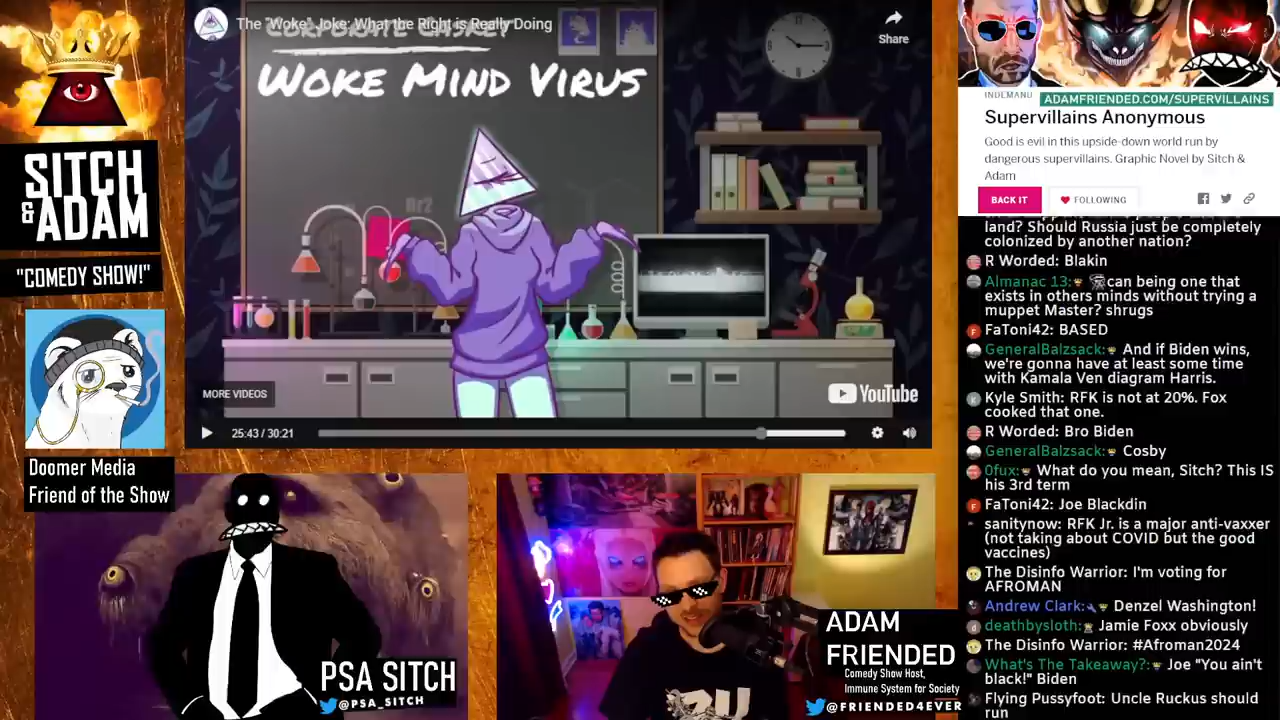 The "Woke" Joke: What the Right is Really Doing
CORPORATE CASKET
WOKE MIND VIRUS
Share
Br2
MORE VIDEOS
YouTube
25:43 / 30:21
SITCH
& ADAM
"COMEDY SHOW!"
Doomer Media
Friend of the Show
PSA SITCH
@PSA_SITCH
ADAM
FRIENDED
Comedy Show Host,
Immune System for Society
@FRIENDED4EVER
INDEMAND
ADAMFRIENDED.COM/SUPERVILLAINS
Supervillains Anonymous
Good is evil in this upside-down world run by
dangerous supervillains. Graphic Novel by Sitch &
Adam
BACK IT
FOLLOWING
land? Should Russia just be completely
colonized by another nation?
R Worded: Blakin
Almanac 13: can being one that
exists in others minds without trying a
muppet Master? shrugs
FaToni42: BASED
GeneralBalzsack: And if Biden wins,
we're gonna have at least some time
with Kamala Ven diagram Harris.
Kyle Smith: RFK is not at 20%. Fox
cooked that one.
R Worded: Bro Biden
GeneralBalzsack: Cosby
0fux: What do you mean, Sitch? This IS
his 3rd term
FaToni42: Joe Blackdin
sanitynow: RFK Jr. is a major anti-vaxxer
(not taking about COVID but the good
vaccines)
The Disinfo Warrior: I'm voting for
AFROMAN
Andrew Clark: Denzel Washington!
deathbysloth: Jamie Foxx obviously
The Disinfo Warrior: #Afroman2024
What's The Takeaway?: Joe "You ain't
black!" Biden
Flying Pussyfoot: Uncle Ruckus should
run